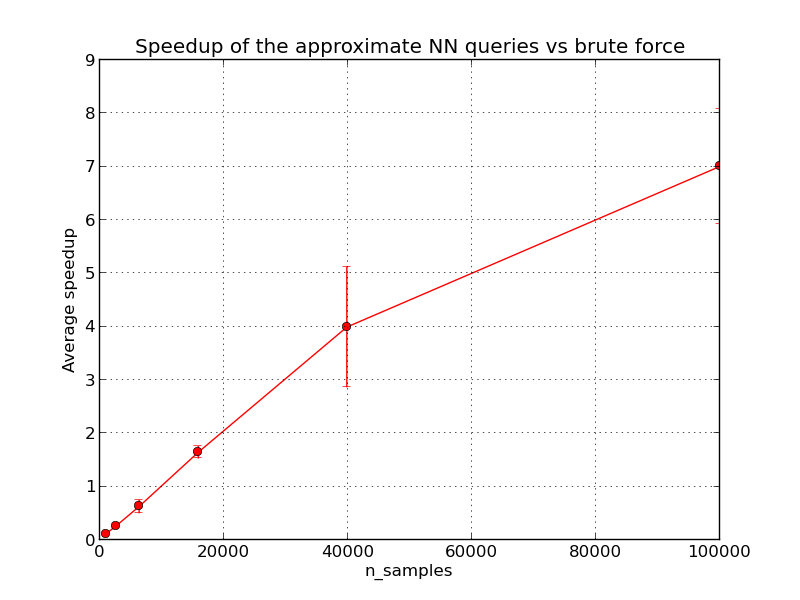 Speedup of the approximate NN queries vs brute force
9
8
7
6
5
4
3
2
1
0
Average speedup
0 20000 40000 60000 80000 100000
n_samples